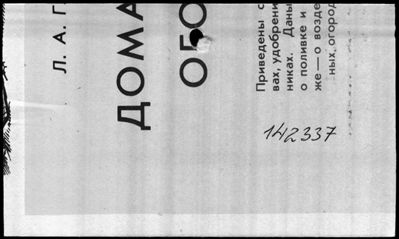 Л. А. Г
ДОМА
ОБО
Приведены с
вах, удобрени
никах. Даны
о поливке и
же — о возде
ных, огород
142337